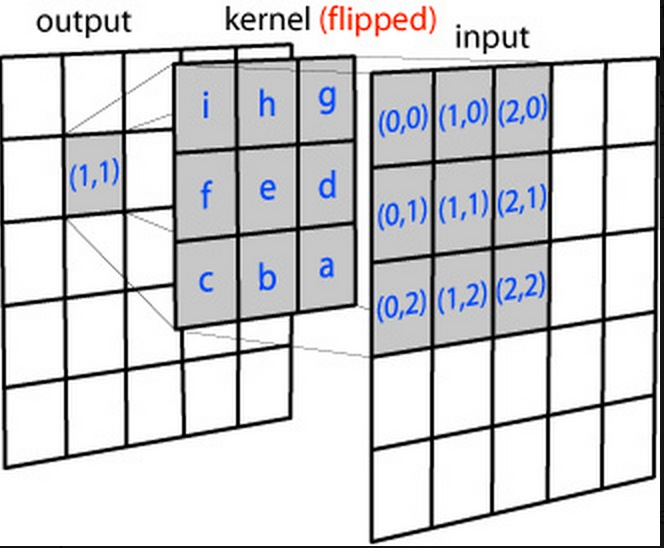 output
kernel (flipped)
input
(1,1)
i h g
f e d
c b a
(0,0) (1,0) (2,0)
(0,1) (1,1) (2,1)
(0,2) (1,2) (2,2)